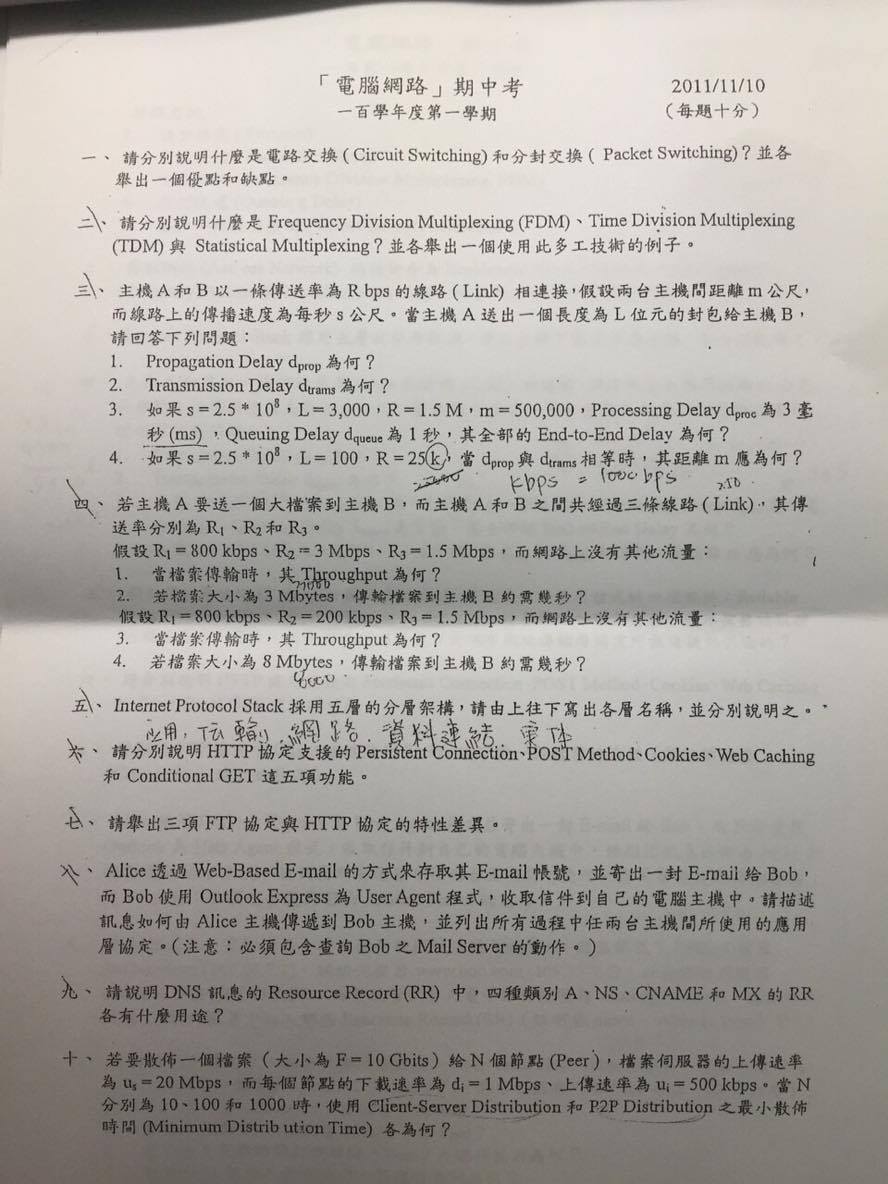 「電腦網路」期中考 2011/11/10
一百學年度第一學期 (每題十分)
一、 請分別說明什麼是電路交換 ( Circuit Switching) 和分封交換 ( Packet Switching)?並各
舉出一個優點和缺點。
二、 請分別說明什麼是 Frequency Division Multiplexing (FDM)、Time Division Multiplexing
(TDM) 與 Statistical Multiplexing?並各舉出一個使用此多工技術的例子。
三、 主機 A 和 B 以一條傳送率為 R bps 的線路 ( Link) 相連接,假設兩台主機間距離 m 公尺,
而線路上的傳播速度為每秒 s 公尺。當主機 A 送出一個長度為 L 位元的封包給主機 B,
請回答下列問題:
1. Propagation Delay dprop 為何?
2. Transmission Delay dtrams 為何?
3. 如果 s = 2.5 * 10⁸,L = 3,000,R = 1.5 M,m = 500,000,Processing Delay dproc 為 3 毫
秒 (ms) ,Queuing Delay dqueue 為 1 秒,其全部的 End-to-End Delay 為何?
4. 如果 s = 2.5 * 10⁸,L = 100,R = 25k,當 dprop 與 dtrams 相等時,其距離 m 應為何?
kbps = 1000 bps
四、 若主機 A 要送一個大檔案到主機 B,而主機 A 和 B 之間共經過三條線路 ( Link),其傳
送率分別為 R₁、R₂ 和 R₃。
假設 R₁ = 800 kbps、R₂ = 3 Mbps、R₃ = 1.5 Mbps,而網路上沒有其他流量:
1. 當檔案傳輸時,其 Throughput 為何?
2. 若檔案大小為 3 Mbytes,傳輸檔案到主機 B 約需幾秒?
假設 R₁ = 800 kbps、R₂ = 200 kbps、R₃ = 1.5 Mbps,而網路上沒有其他流量:
3. 當檔案傳輸時,其 Throughput 為何?
4. 若檔案大小為 8 Mbytes,傳輸檔案到主機 B 約需幾秒?
8000
五、 Internet Protocol Stack 採用五層的分層架構,請由上往下寫出各層名稱,並分別說明之。
应用, 伝輸, 網路, 資料連結
六、 請分別說明 HTTP 協定支援的 Persistent Connection、POST Method、Cookies、Web Caching
和 Conditional GET 這五項功能。
七、 請舉出三項 FTP 協定與 HTTP 協定的特性差異。
八、 Alice 透過 Web-Based E-mail 的方式來存取其 E-mail 帳號,並寄出一封 E-mail 給 Bob,
而 Bob 使用 Outlook Express 為 User Agent 程式,收取信件到自己的電腦主機中。請描述
訊息如何由 Alice 主機傳遞到 Bob 主機,並列出所有過程中任兩台主機間所使用的應用
層協定。(注意:必須包含查詢 Bob 之 Mail Server 的動作。)
九、 請說明 DNS 訊息的 Resource Record (RR) 中,四種類別 A、NS、CNAME 和 MX 的 RR
各有什麼用途?
十、 若要散佈一個檔案 ( 大小為 F = 10 Gbits ) 給 N 個節點 (Peer ),檔案伺服器的上傳速率
為 us = 20 Mbps,而每個節點的下載速率為 di = 1 Mbps、上傳速率為 ui = 500 kbps。當 N
分別為 10、100 和 1000 時,使用 Client-Server Distribution 和 P2P Distribution 之最小散佈
時間 (Minimum Distrib ution Time) 各為何?